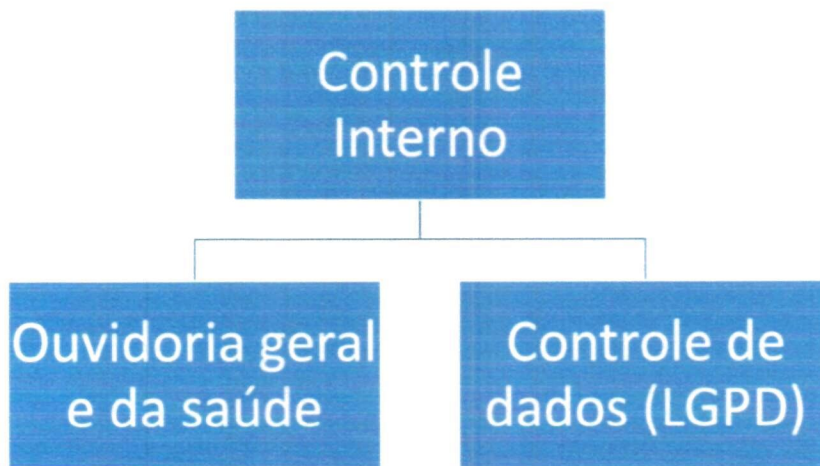 Controle
Interno
Ouvidoria geral
e da saúde
Controle de
dados (LGPD)